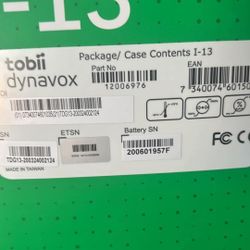 I-13
tobii
dynavox
Package/ Case Contents I-13
Part No
12006976
EAN
7 340074 60150
SN
ETSN
Battery SN
TDG13-200324002124
200601957F
MADE IN TAIWAN